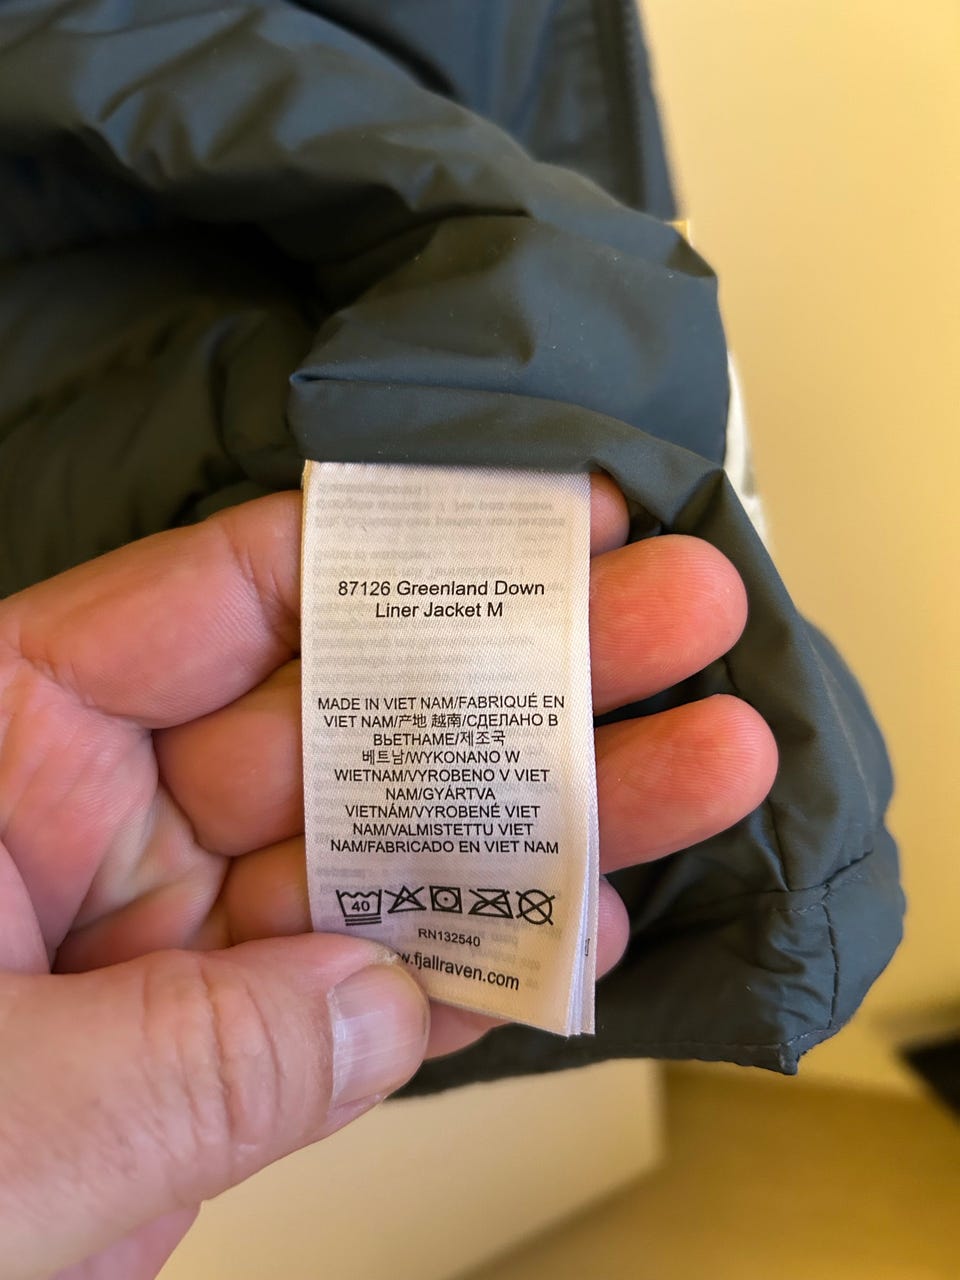 87126 Greenland Down
Liner Jacket M
MADE IN VIET NAM/FABRIQUÉ EN
VIET NAM/产地 越南/СДЕЛАНО В
ВЬЕТНАМЕ/제조국
베트남/WYKONANO W
WIETNAM/VYROBENO V VIET
NAM/GYÁRTVA
VIETNÁM/VYROBENÉ VIET
NAM/VALMISTETTU VIET
NAM/FABRICADO EN VIET NAM
40
RN132540
w.fjallraven.com